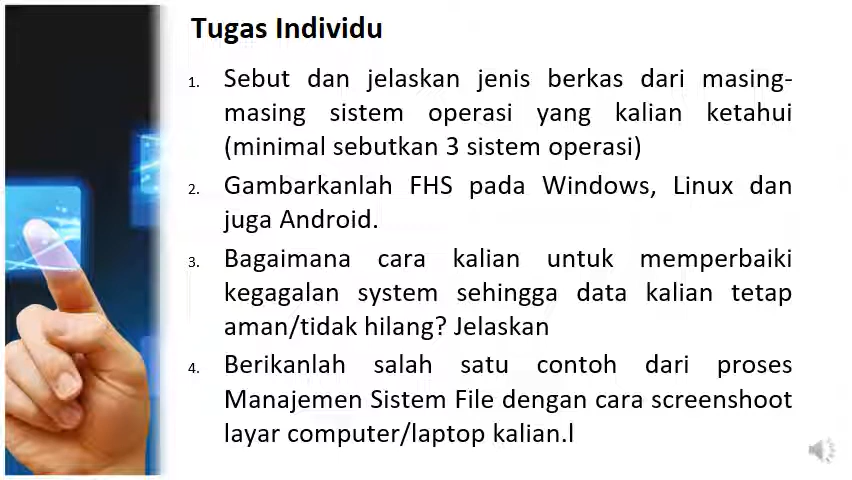 Tugas Individu
1. Sebut dan jelaskan jenis berkas dari masing-
masing sistem operasi yang kalian ketahui
(minimal sebutkan 3 sistem operasi)
2. Gambarkanlah FHS pada Windows, Linux dan
juga Android.
3. Bagaimana cara kalian untuk memperbaiki
kegagalan system sehingga data kalian tetap
aman/tidak hilang? Jelaskan
4. Berikanlah salah satu contoh dari proses
Manajemen Sistem File dengan cara screenshoot
layar computer/laptop kalian.l